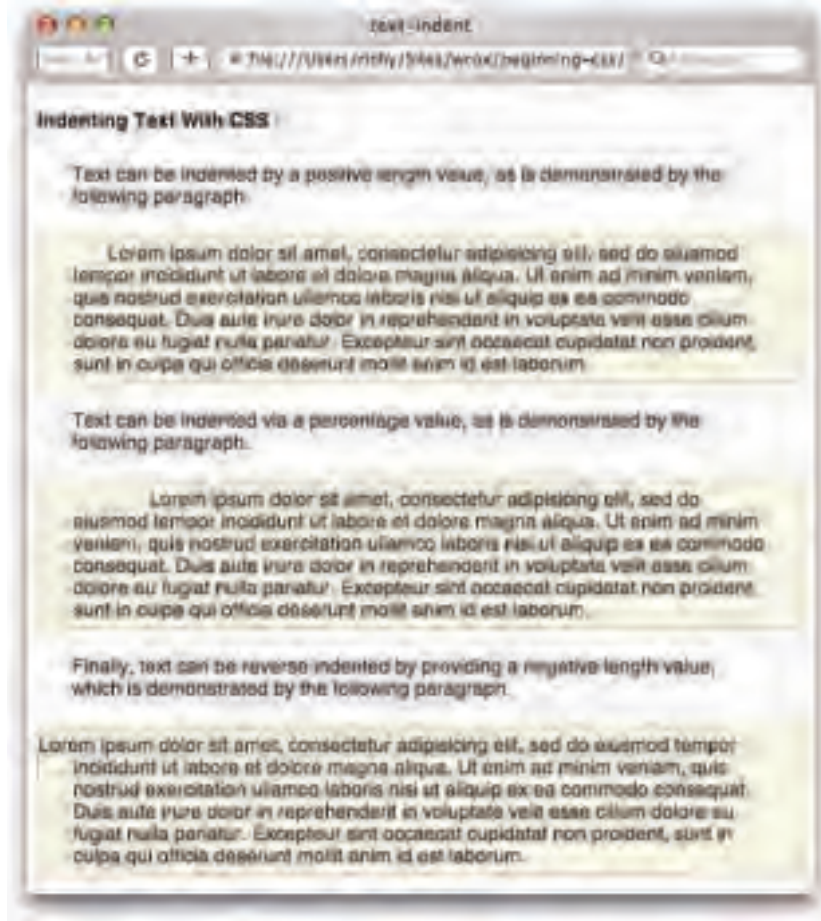 text-indent
file:///Users/richy/Sites/wrox/beginning-css/
Indenting Text With CSS
Text can be indented by a positive length value, as is demonstrated by the
following paragraph.
Lorem ipsum dolor sit amet, consectetur adipisicing elit, sed do eiusmod
tempor incididunt ut labore et dolore magna aliqua. Ut enim ad minim veniam,
quis nostrud exercitation ullamco laboris nisi ut aliquip ex ea commodo
consequat. Duis aute irure dolor in reprehenderit in voluptate velit esse cillum
dolore eu fugiat nulla pariatur. Excepteur sint occaecat cupidatat non proident,
sunt in culpa qui officia deserunt mollit anim id est laborum.
Text can be indented via a percentage value, as is demonstrated by the
following paragraph.
Lorem ipsum dolor sit amet, consectetur adipisicing elit, sed do
eiusmod tempor incididunt ut labore et dolore magna aliqua. Ut enim ad minim
veniam, quis nostrud exercitation ullamco laboris nisi ut aliquip ex ea commodo
consequat. Duis aute irure dolor in reprehenderit in voluptate velit esse cillum
dolore eu fugiat nulla pariatur. Excepteur sint occaecat cupidatat non proident,
sunt in culpa qui officia deserunt mollit anim id est laborum.
Finally, text can be reverse indented by providing a negative length value,
which is demonstrated by the following paragraph.
Lorem ipsum dolor sit amet, consectetur adipisicing elit, sed do eiusmod tempor
incididunt ut labore et dolore magna aliqua. Ut enim ad minim veniam, quis
nostrud exercitation ullamco laboris nisi ut aliquip ex ea commodo consequat.
Duis aute irure dolor in reprehenderit in voluptate velit esse cillum dolore eu
fugiat nulla pariatur. Excepteur sint occaecat cupidatat non proident, sunt in
culpa qui officia deserunt mollit anim id est laborum.